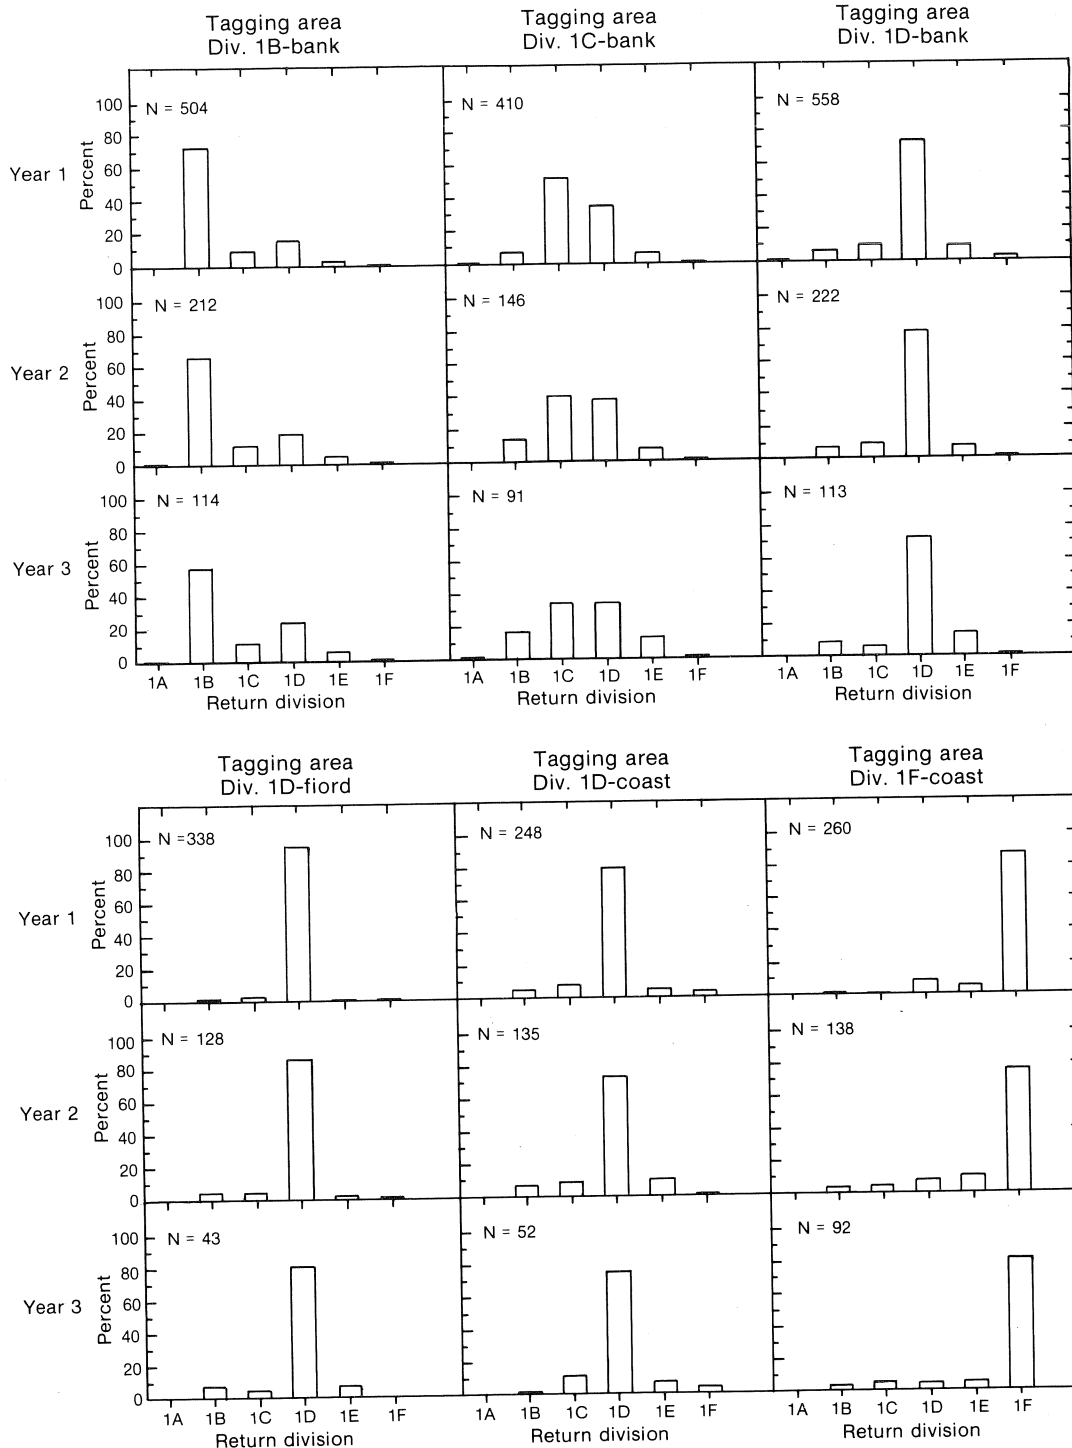 Tagging area
Div. 1B-bank
Tagging area
Div. 1C-bank
Tagging area
Div. 1D-bank
Year 1
Percent
100
80
60
40
20
0
N = 504
N = 410
N = 558
Year 2
Percent
100
80
60
40
20
0
N = 212
N = 146
N = 222
Year 3
Percent
100
80
60
40
20
0
N = 114
N = 91
N = 113
1A 1B 1C 1D 1E 1F
1A 1B 1C 1D 1E 1F
1A 1B 1C 1D 1E 1F
Return division
Return division
Return division
Tagging area
Div. 1D-fiord
Tagging area
Div. 1D-coast
Tagging area
Div. 1F-coast
Year 1
Percent
100
80
60
40
20
0
N =338
N = 248
N = 260
Year 2
Percent
100
80
60
40
20
0
N = 128
N = 135
N = 138
Year 3
Percent
100
80
60
40
20
0
N = 43
N = 52
N = 92
1A 1B 1C 1D 1E 1F
1A 1B 1C 1D 1E 1F
1A 1B 1C 1D 1E 1F
Return division
Return division
Return division